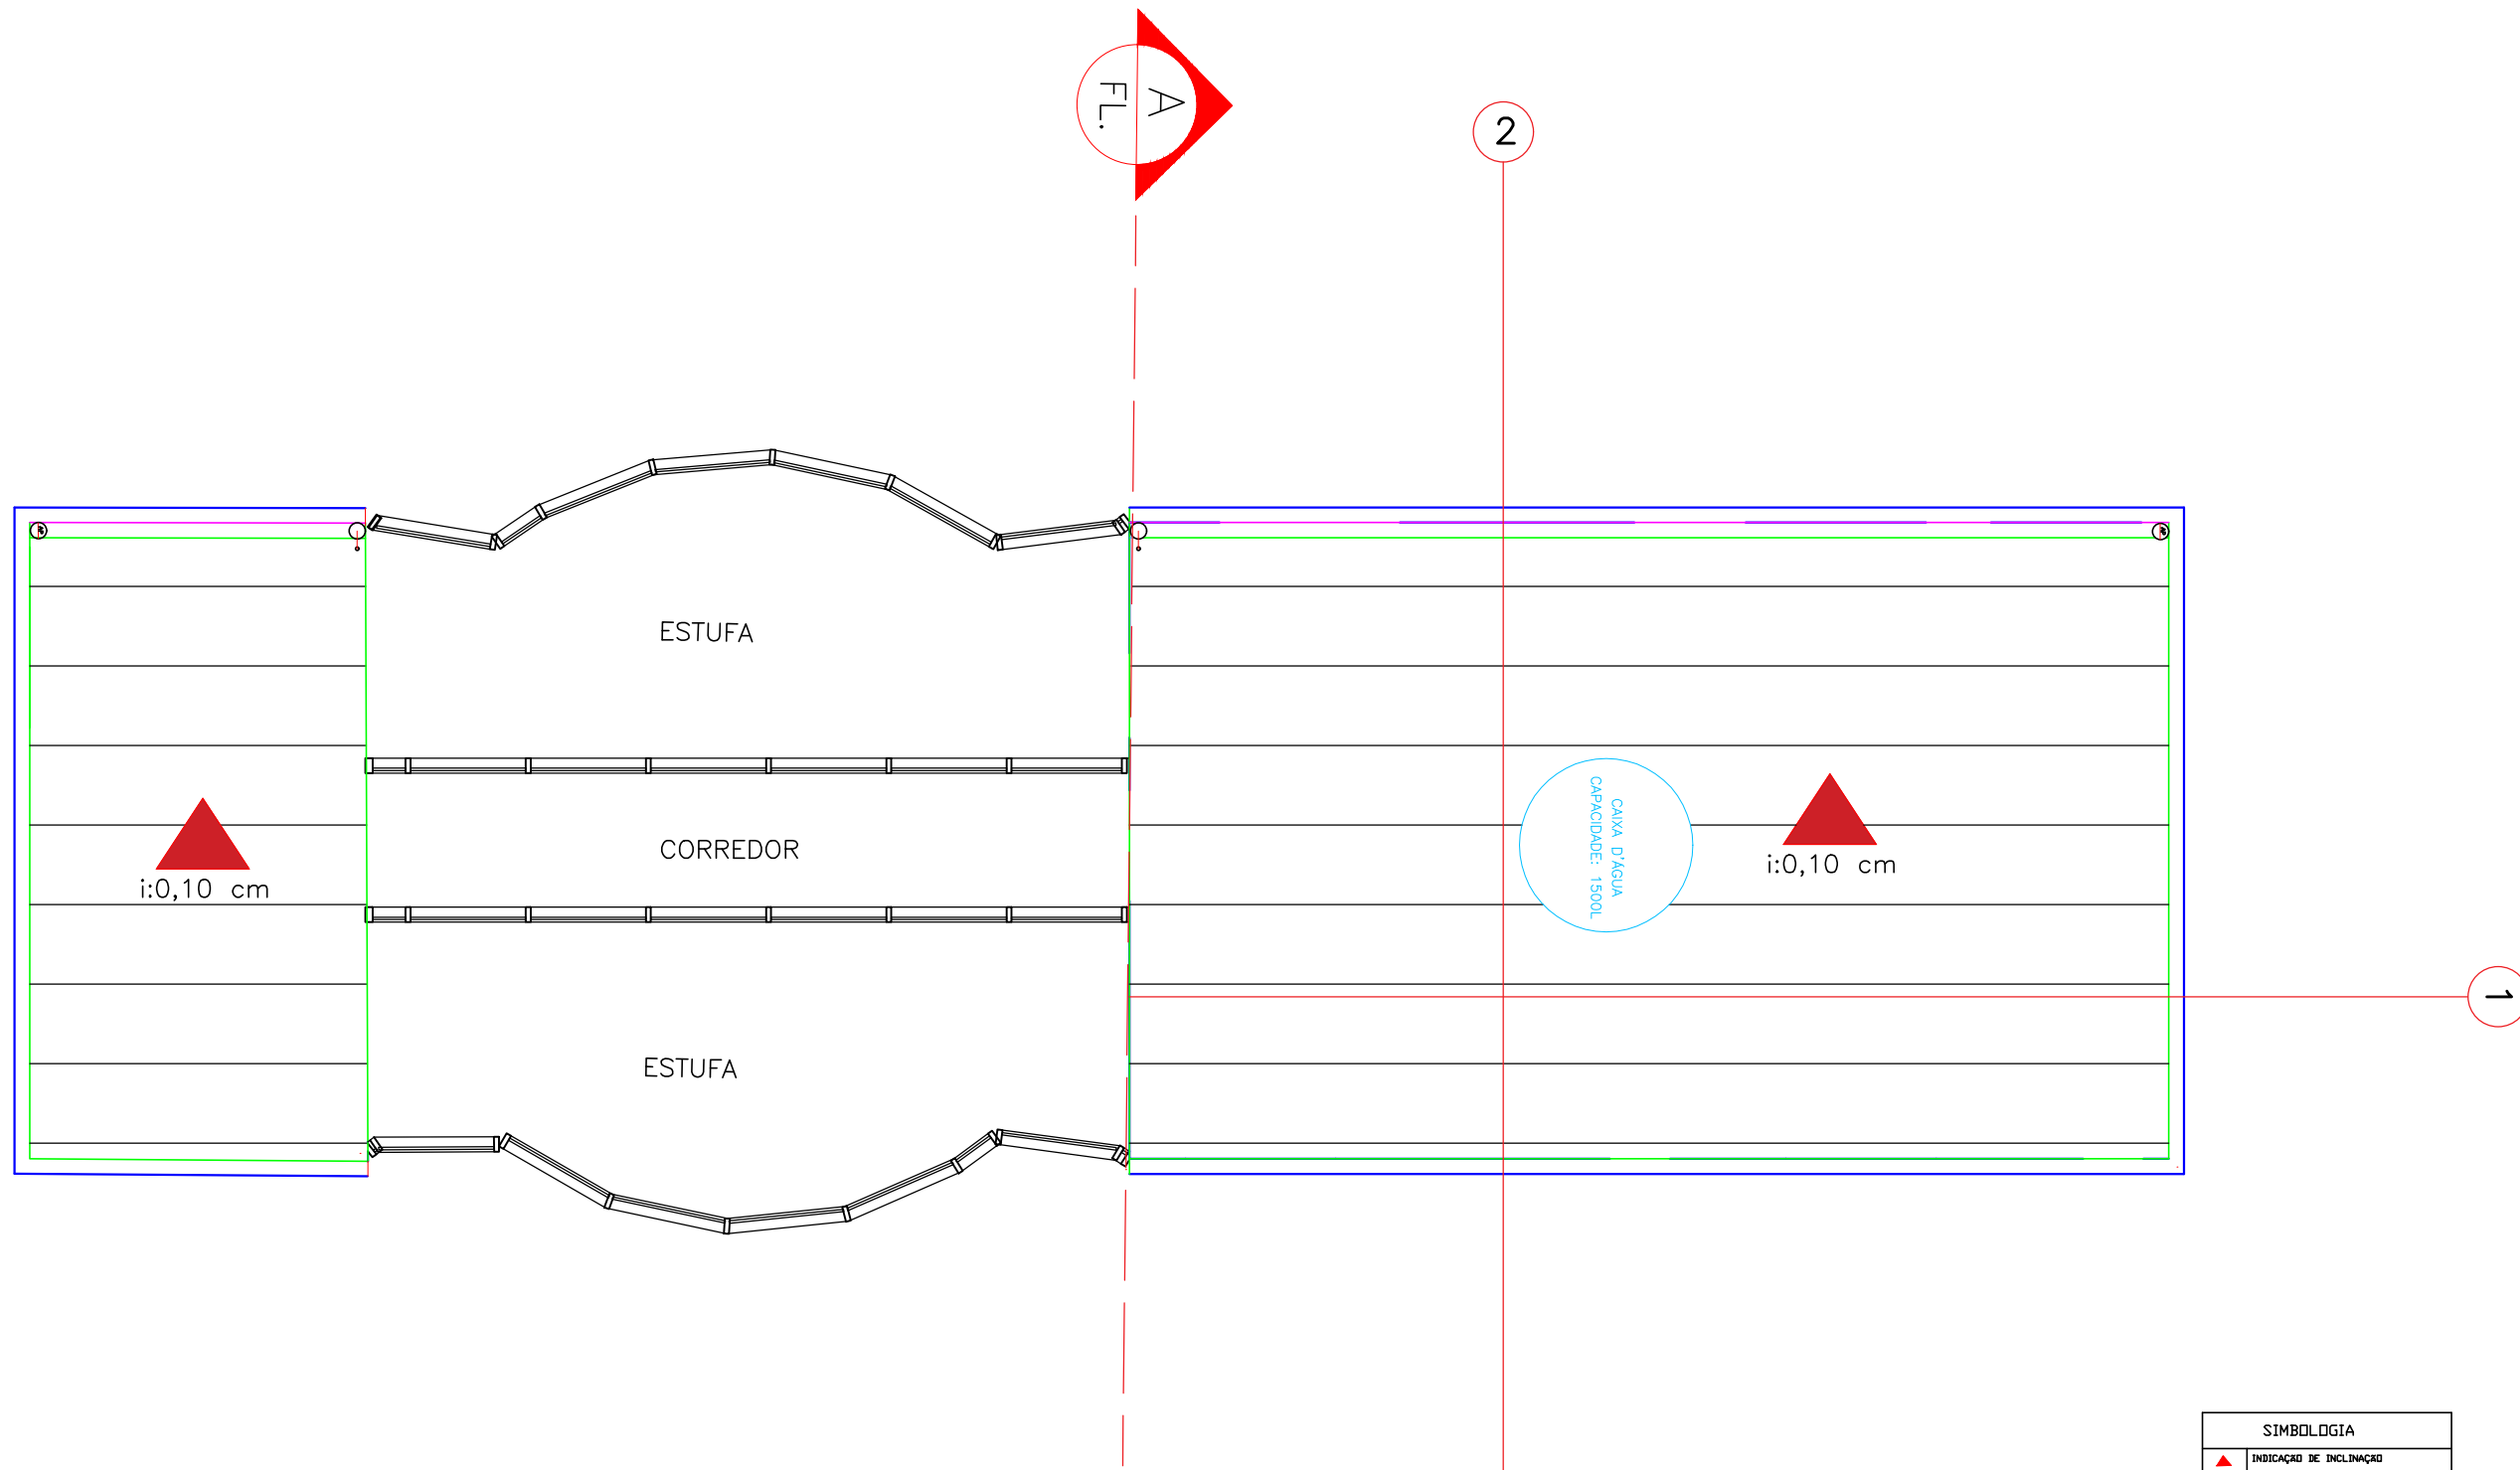 A
FL.
2
ESTUFA
CAIXA D'ÁGUA
CAPACIDADE: 1500L
CORREDOR
i:0,10 cm
i:0,10 cm
1
ESTUFA
SIMBOLOGIA
INDICAÇÃO DE INCLINAÇÃO